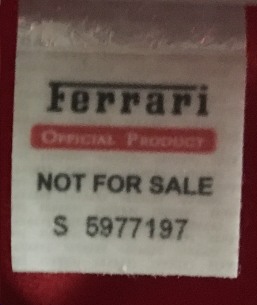 Ferrari
OFFICIAL PRODUCT
NOT FOR SALE
S 5977197